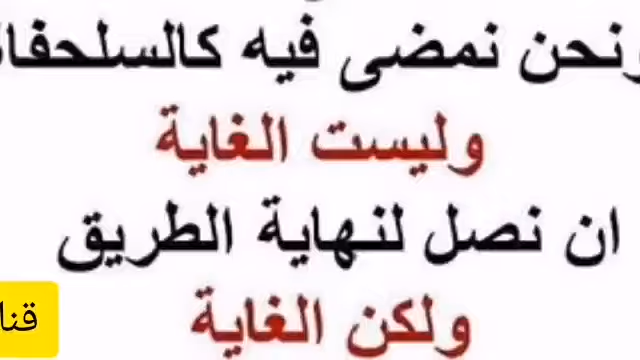 ونحن نمضى فيه كالسلحفاة
وليست الغاية
ان نصل لنهاية الطريق
ولكن الغاية